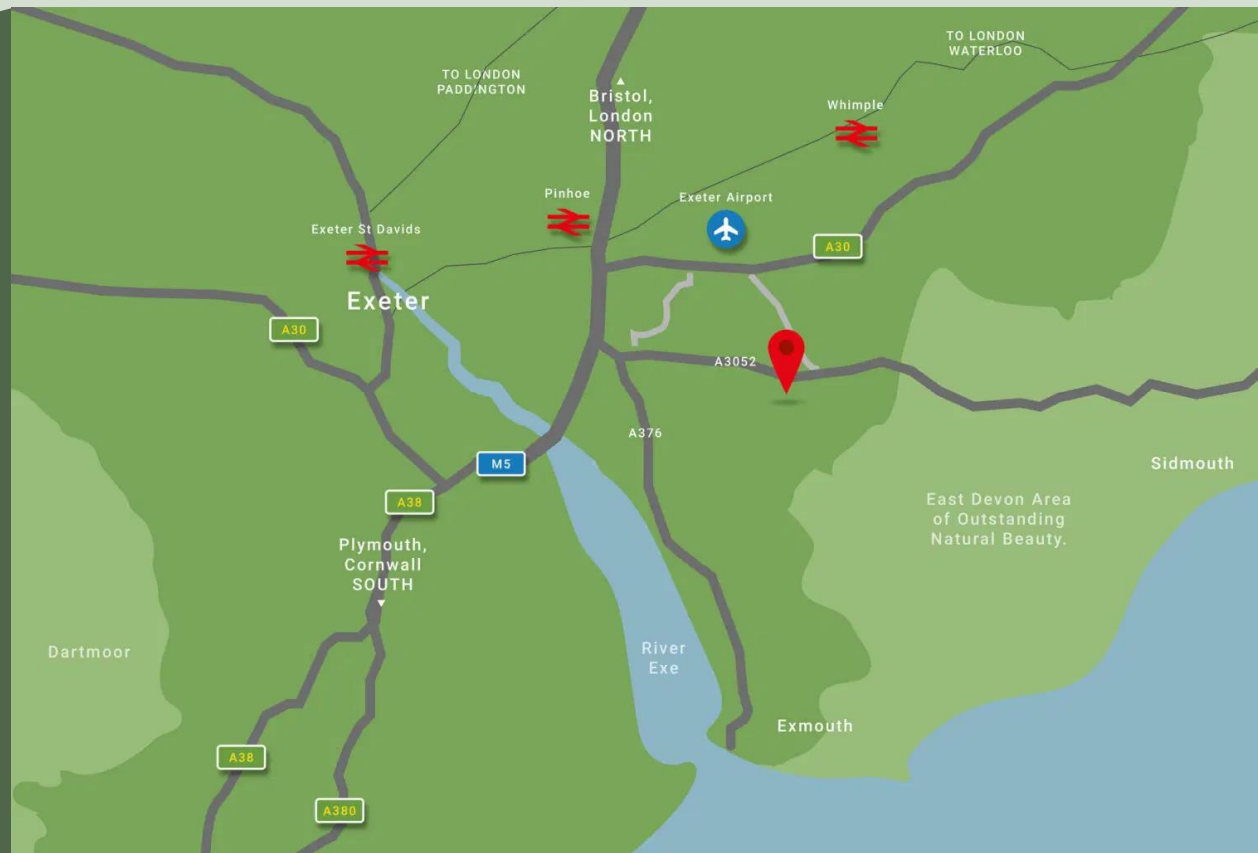 TO LONDON
WATERLOO
TO LONDON
PADDINGTON
Bristol,
London
NORTH
Whimple
Pinhoe
Exeter Airport
Exeter St Davids
A30
Exeter
A30
A3052
A376
M5
Sidmouth
A38
East Devon Area
of Outstanding
Natural Beauty.
Plymouth,
Cornwall
SOUTH
Dartmoor
River
Exe
Exmouth
A38
A380